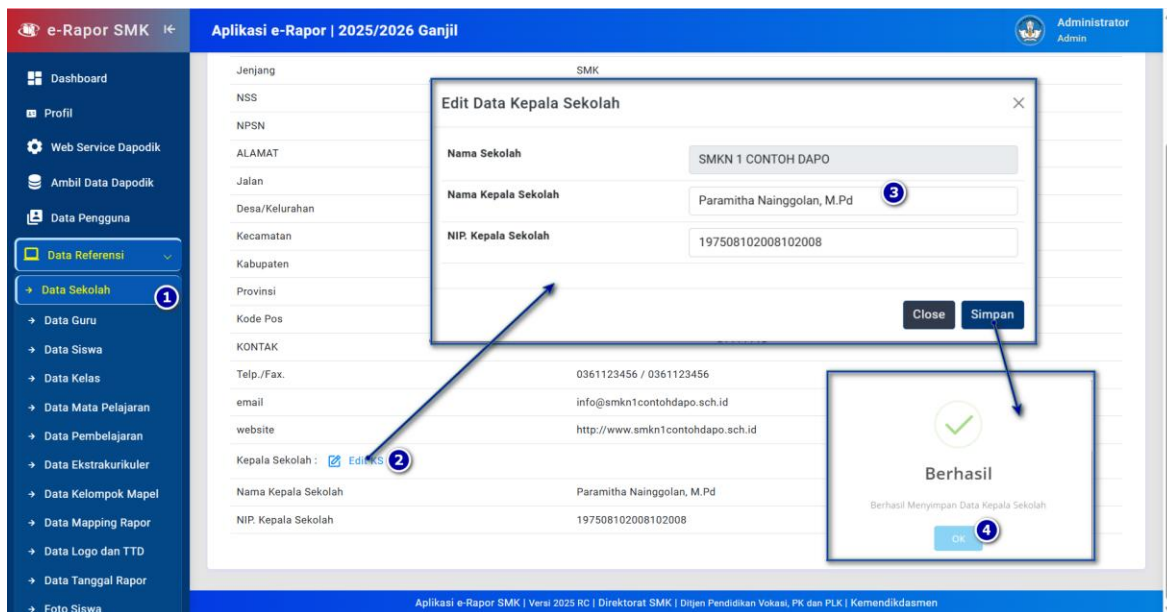 e-Rapor SMK
Aplikasi e-Rapor | 2025/2026 Ganjil
Administrator
Admin
Dashboard
Profil
Web Service Dapodik
Ambil Data Dapodik
Data Pengguna
Data Referensi
Data Sekolah
1
Data Guru
Data Siswa
Data Kelas
Data Mata Pelajaran
Data Pembelajaran
Data Ekstrakurikuler
Data Kelompok Mapel
Data Mapping Rapor
Data Logo dan TTD
Data Tanggal Rapor
Foto Siswa
Jenjang SMK
NSS
NPSN
ALAMAT
Jalan
Desa/Kelurahan
Kecamatan
Kabupaten
Provinsi
Kode Pos
KONTAK
Telp./Fax. 0361123456 / 0361123456
email info@smkn1contohdapo.sch.id
website http://www.smkn1contohdapo.sch.id
Kepala Sekolah : Edit KS 2
Nama Kepala Sekolah Paramitha Nainggolan, M.Pd
NIP. Kepala Sekolah 197508102008102008
Edit Data Kepala Sekolah
Nama Sekolah SMKN 1 CONTOH DAPO
Nama Kepala Sekolah Paramitha Nainggolan, M.Pd 3
NIP. Kepala Sekolah 197508102008102008
Close Simpan
Berhasil
Berhasil Menyimpan Data Kepala Sekolah
OK 4
Aplikasi e-Rapor SMK | Versi 2025 RC | Direktorat SMK | Ditjen Pendidikan Vokasi, PK dan PLK | Kemendikdasmen